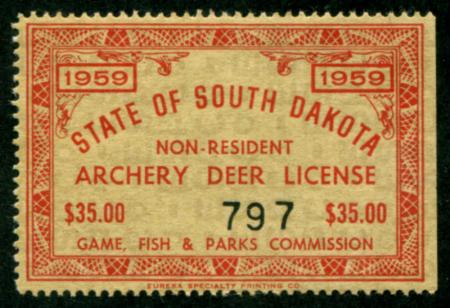 1959 1959
STATE OF SOUTH DAKOTA
NON-RESIDENT
ARCHERY DEER LICENSE
$35.00 797 $35.00
GAME, FISH & PARKS COMMISSION
EUREKA SPECIALTY PRINTING CO.